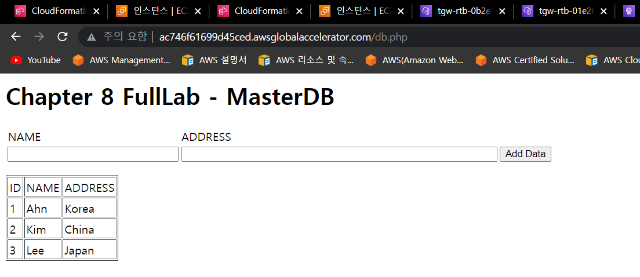 CloudFormati
인스턴스 | EC
CloudFormati
인스턴스 | EC
tgw-rtb-0b2e
tgw-rtb-01e2
주의 요함 | ac746f61699d45ced.awsglobalaccelerator.com/db.php
YouTube AWS Management... AWS 설명서 AWS 리소스 및 속... AWS(Amazon Web... AWS Certified Solu... AWS Clou
Chapter 8 FullLab - MasterDB
NAME ADDRESS
Add Data
ID NAME ADDRESS
1 Ahn Korea
2 Kim China
3 Lee Japan